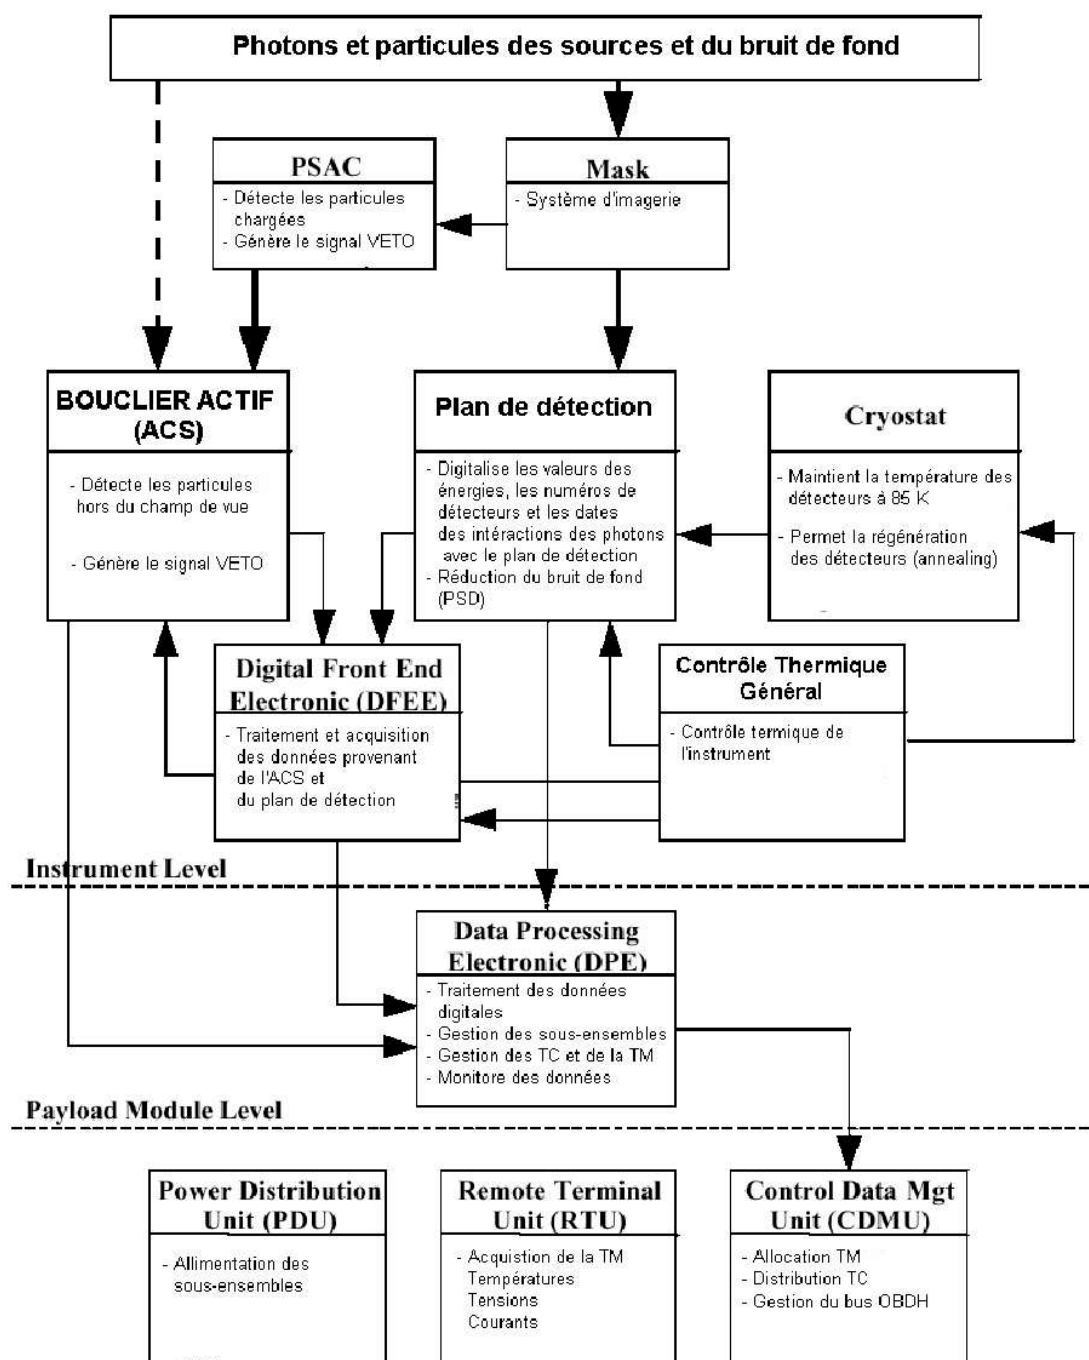 Photons et particules des sources et du bruit de fond
PSAC
- Détecte les particules
chargées
- Génère le signal VETO
Mask
- Système d'imagerie
BOUCLIER ACTIF
(ACS)
- Détecte les particules
hors du champ de vue
- Génère le signal VETO
Plan de détection
- Digitalise les valeurs des
énergies, les numéros de
détecteurs et les dates
des intéractions des photons
avec le plan de détection
- Réduction du bruit de fond
(PSD)
Cryostat
- Maintient la température des
détecteurs à 85 K
- Permet la régénération
des détecteurs (annealing)
Digital Front End
Electronic (DFEE)
- Traitement et acquisition
des données provenant
de l'ACS et
du plan de détection
Contrôle Thermique
Général
- Contrôle termique de
l'instrument
Instrument Level
Data Processing
Electronic (DPE)
- Traitement des données
digitales
- Gestion des sous-ensembles
- Gestion des TC et de la TM
- Monitore des données
Payload Module Level
Power Distribution
Unit (PDU)
- Allimentation des
sous-ensembles
Remote Terminal
Unit (RTU)
- Acquistion de la TM
Températures
Tensions
Courants
Control Data Mgt
Unit (CDMU)
- Allocation TM
- Distribution TC
- Gestion du bus OBDH